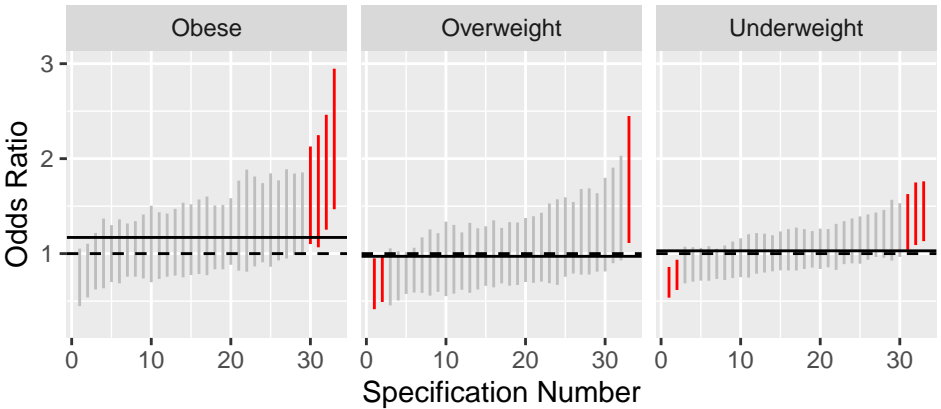 Obese Overweight Underweight
3
2
1
0 10 20 30 0 10 20 30 0 10 20 30
Odds Ratio
Specification Number